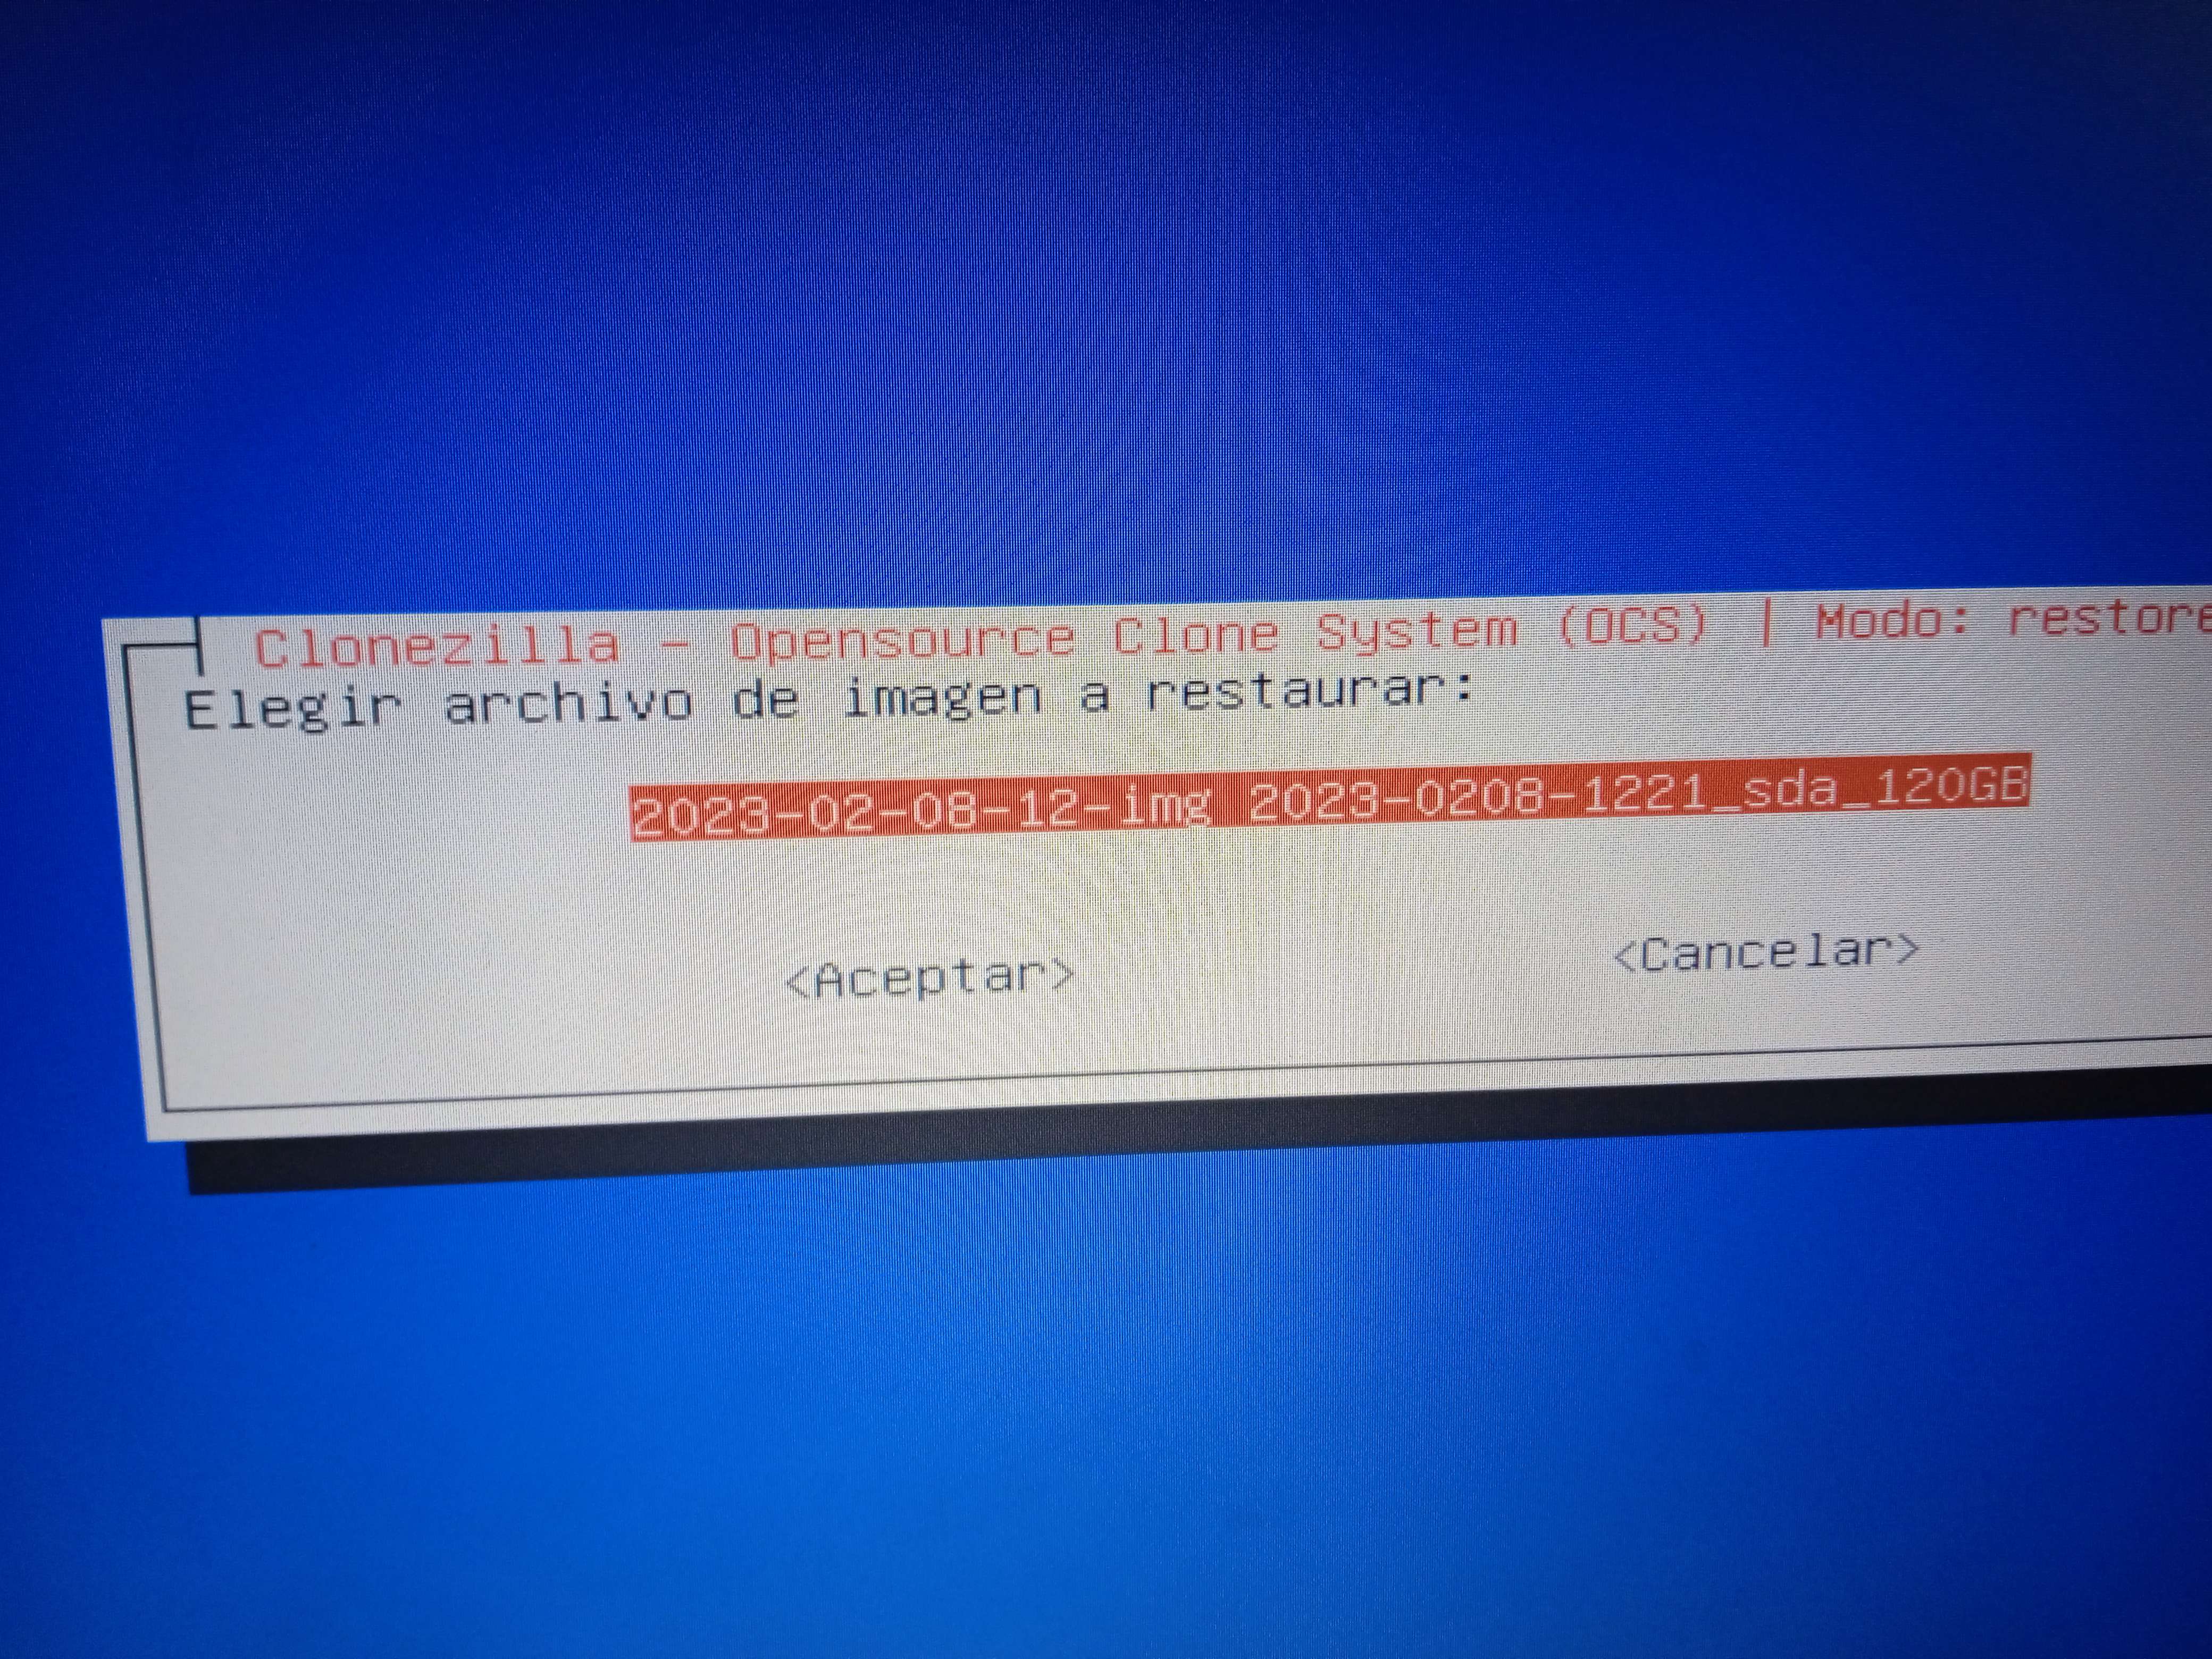 Clonezilla - Opensource Clone System (OCS) | Modo: restore
Elegir archivo de imagen a restaurar:
2023-02-08-12-img 2023-0208-1221_sda_120GB
<Aceptar> <Cancelar>